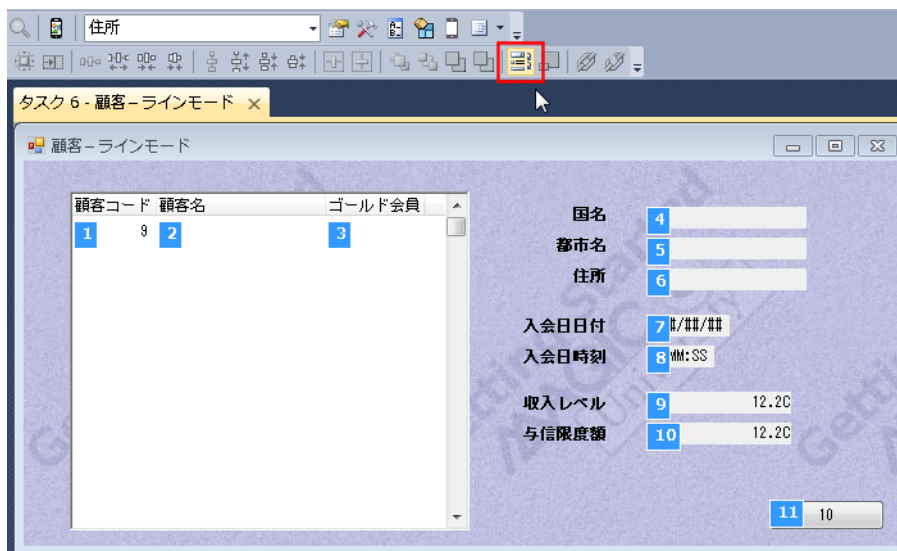 住所
タスク 6 - 顧客 – ラインモード ×
顧客 – ラインモード
顧客コード 顧客名 ゴールド会員
1 9 2 3
国名 4
都市名 5
住所 6
入会日日付 7 #/##/##
入会日時刻 8 MM:SS
収入レベル 9 12.2C
与信限度額 10 12.2C
11 10
Getting Started